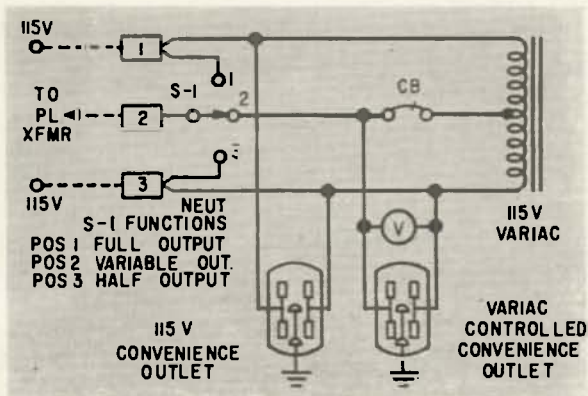 115V
1
1
TO
PL
XFMR
S-1
2
2
CB
3
115V
NEUT
S-1 FUNCTIONS
POS 1 FULL OUTPUT
POS 2 VARIABLE OUT.
POS 3 HALF OUTPUT
V
115V
VARIAC
115 V
CONVENIENCE
OUTLET
VARIAC
CONTROLLED
CONVENIENCE
OUTLET